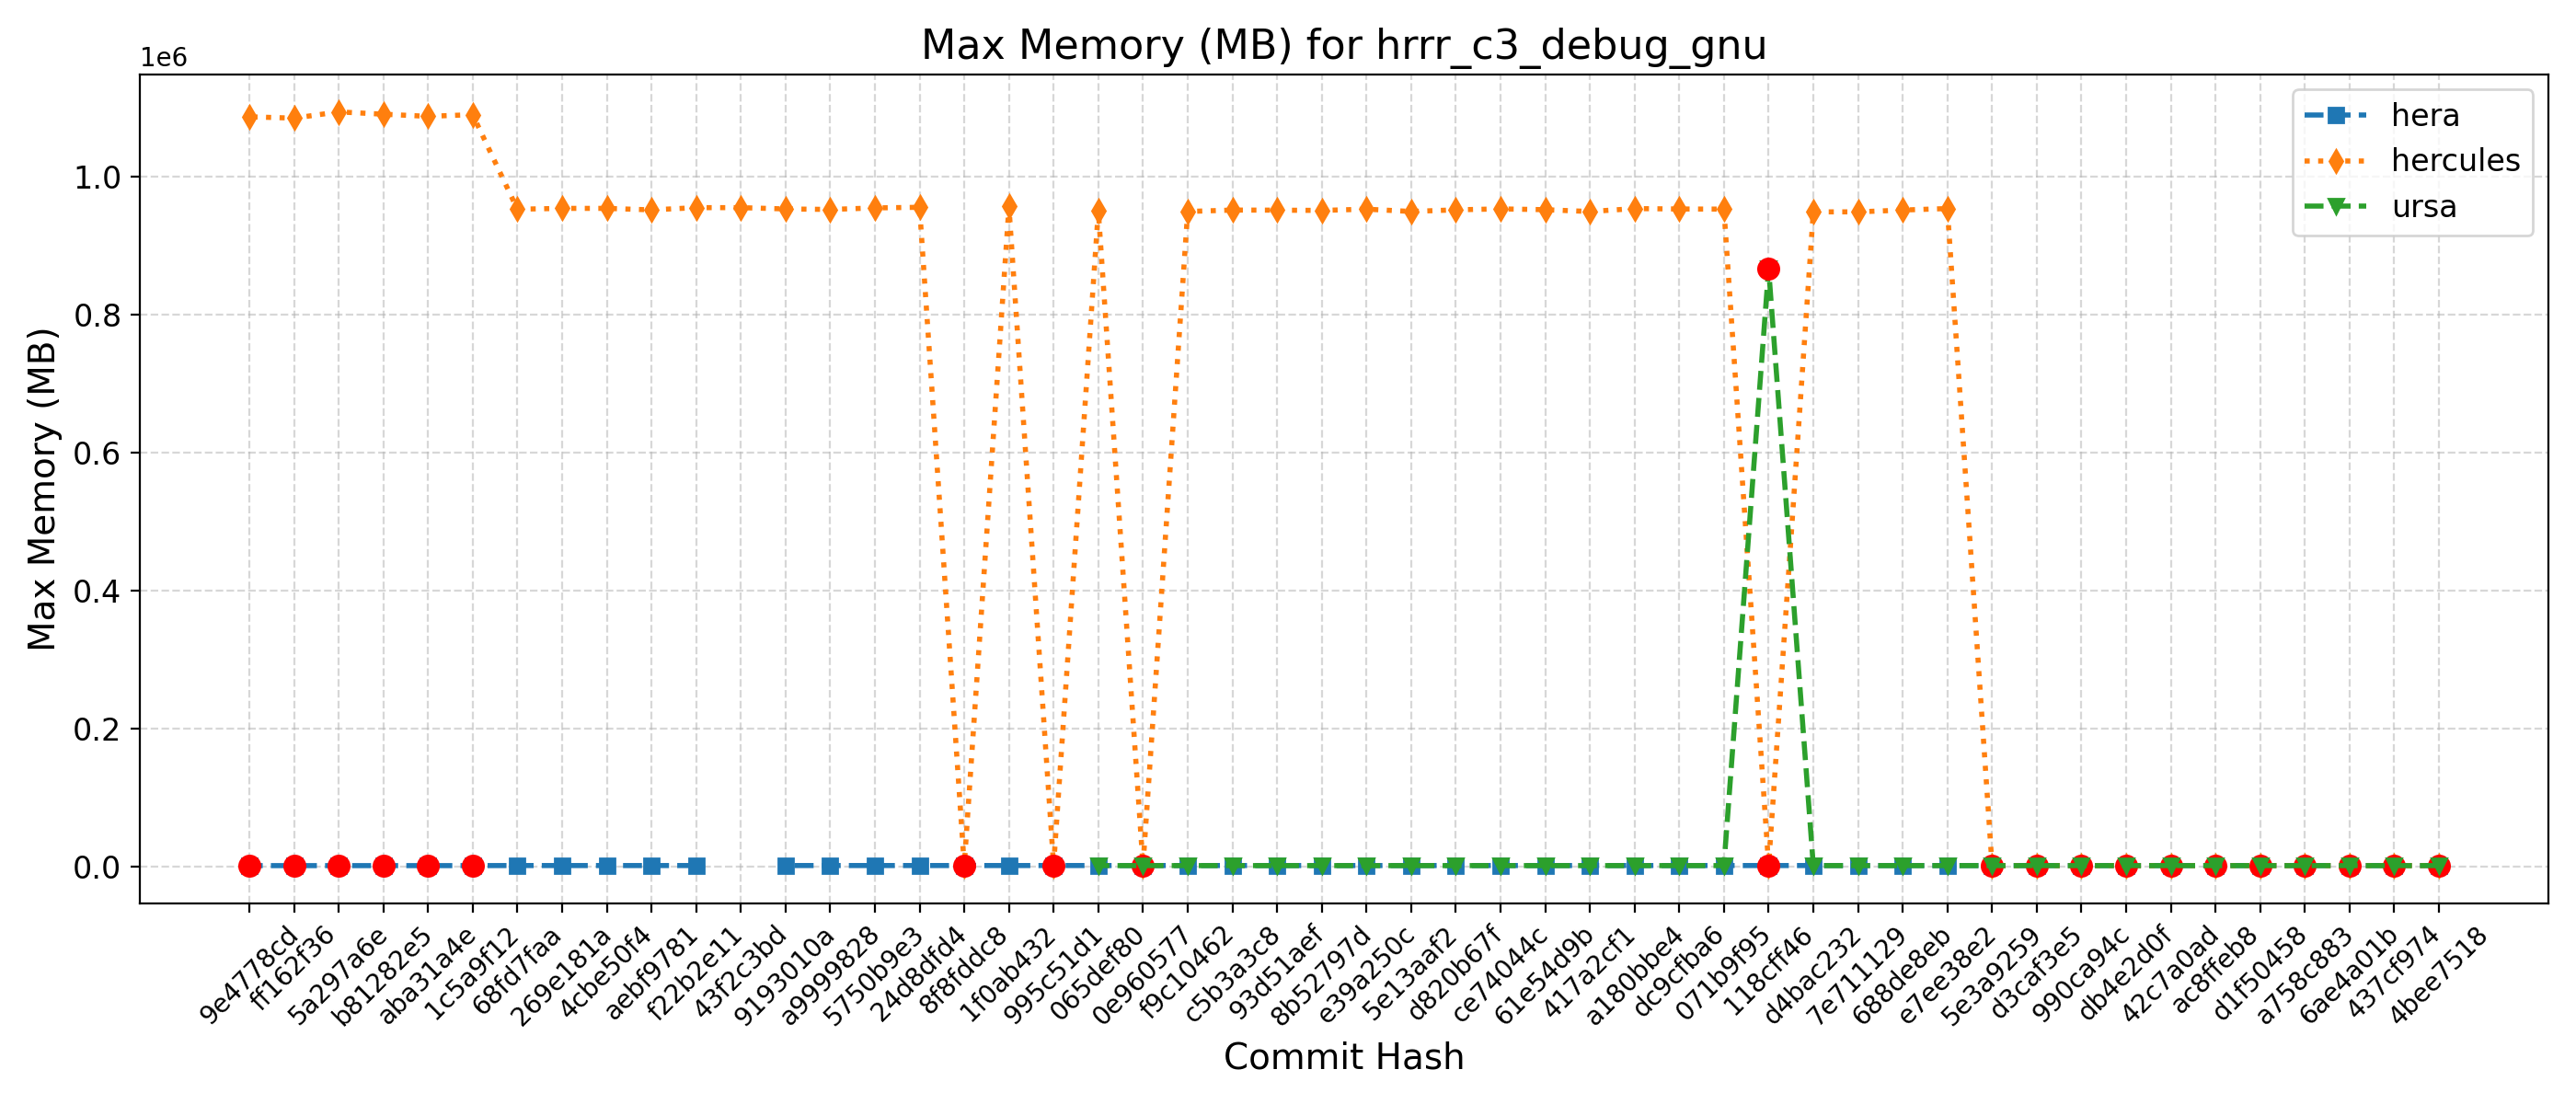 Max Memory (MB) for hrrr_c3_debug_gnu
1e6
hera
hercules
ursa
1.0
0.8
0.6
0.4
0.2
0.0
Max Memory (MB)
9e4778cd
ff162f36
5a297a6e
b81282e5
aba31a4e
1c5a9f12
68fd7faa
269e181a
4cbe50f4
aebf9781
f22b2e11
43f2c3bd
9193010a
a9999828
5750b9e3
24d8dfd4
8f8fddc8
1f0ab432
995c51d1
065def80
0e960577
f9c10462
c5b3a3c8
93d51aef
8b52797d
e39a250c
5e13aaf2
d820b67f
ce74044c
61e54d9b
417a2cf1
a180bbe4
dc9cfba6
071b9f95
118cff46
d4bac232
7e711129
688de8eb
e7ee38e2
5e3a9259
d3caf3e5
990ca94c
db4e2d0f
42c7a0ad
ac8ffeb8
d1f50458
a758c883
6ae4a01b
437cf974
4bee7518
Commit Hash